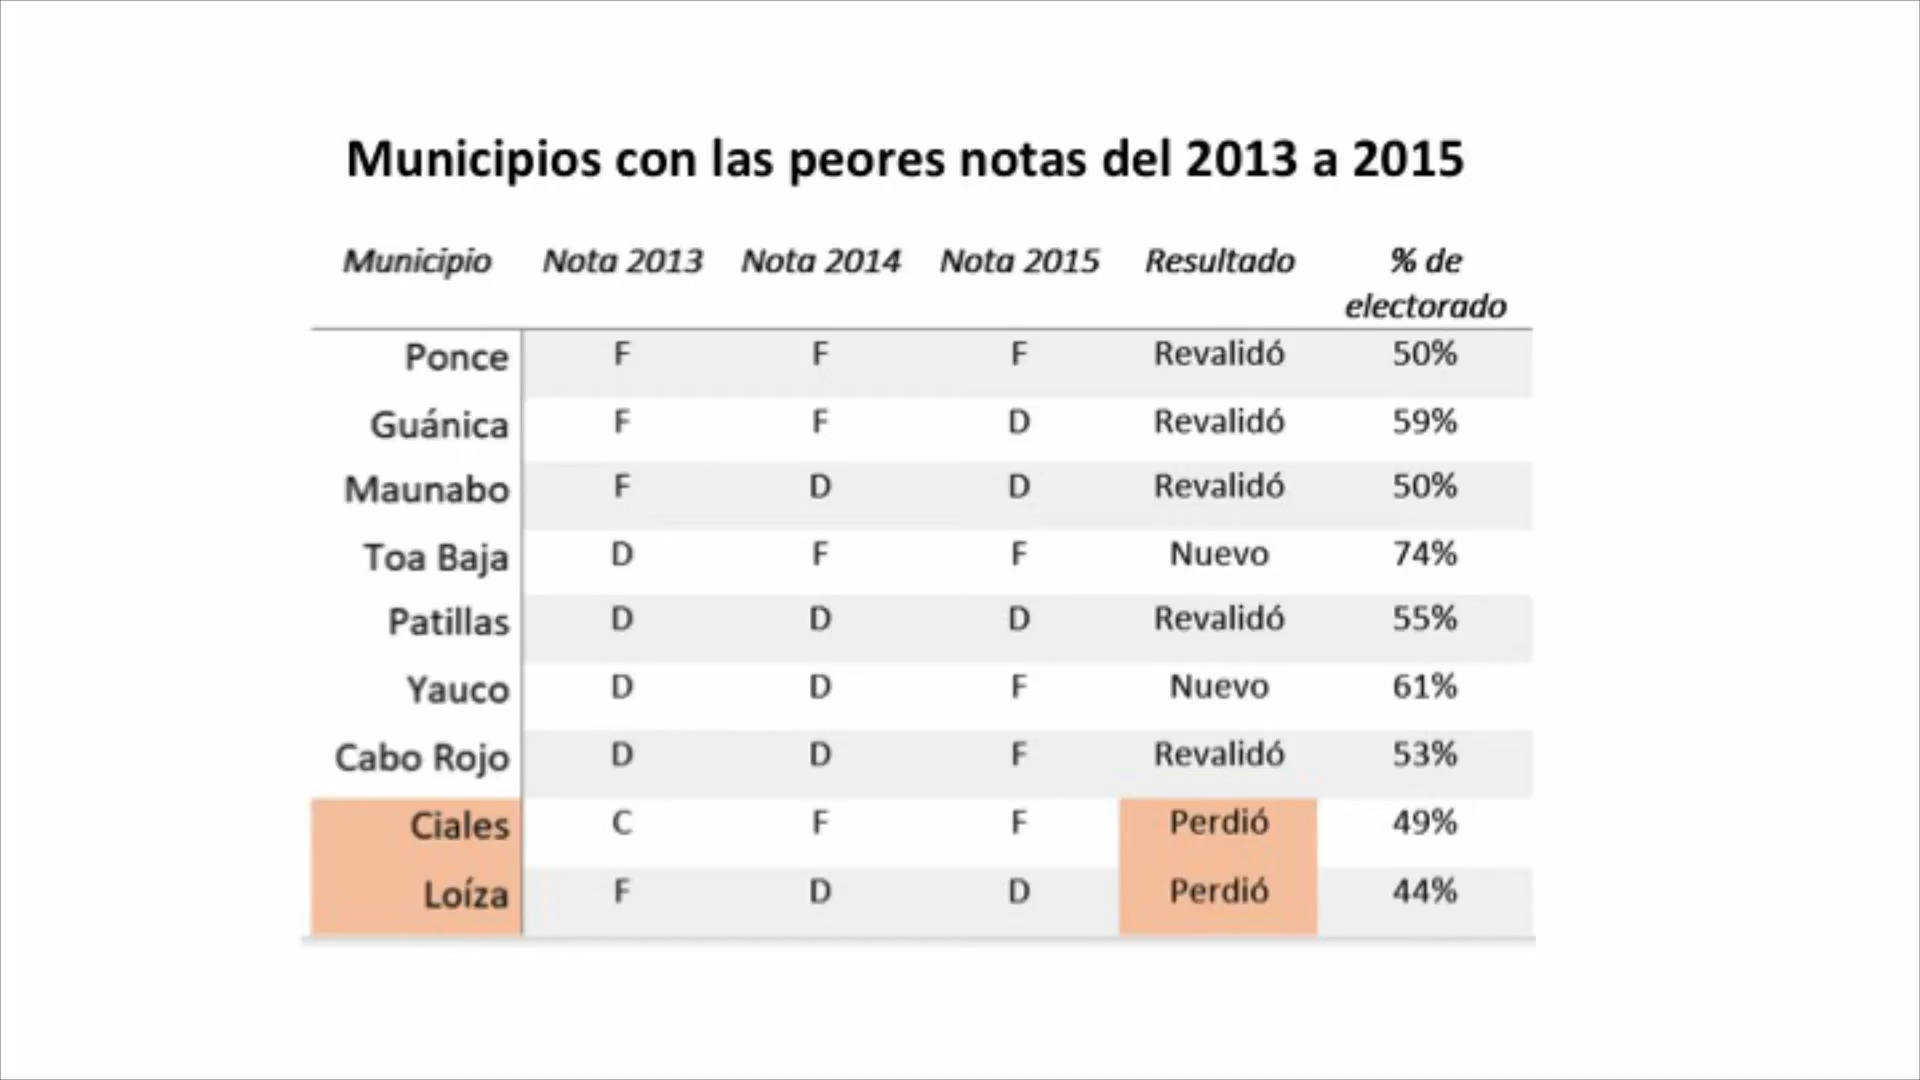 Municipios con las peores notas del 2013 a 2015
Municipio Nota 2013 Nota 2014 Nota 2015 Resultado % de electorado
Ponce F F F Revalidó 50%
Guánica F F D Revalidó 59%
Maunabo F D D Revalidó 50%
Toa Baja D F F Nuevo 74%
Patillas D D D Revalidó 55%
Yauco D D F Nuevo 61%
Cabo Rojo D D F Revalidó 53%
Ciales C F F Perdió 49%
Loíza F D D Perdió 44%